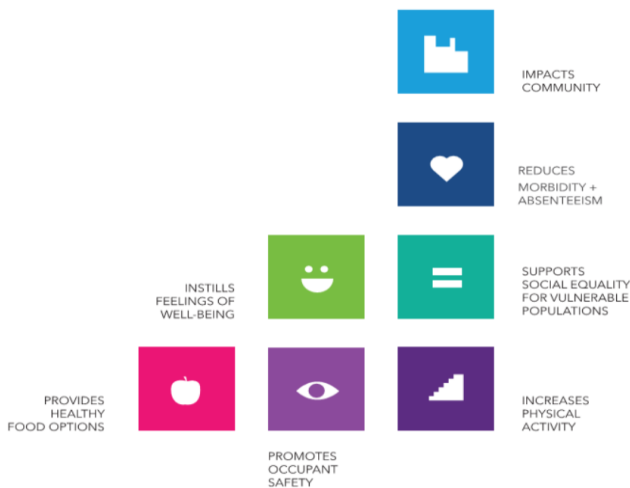 IMPACTS
COMMUNITY
REDUCES
MORBIDITY +
ABSENTEEISM
INSTILLS
FEELINGS OF
WELL-BEING
SUPPORTS
SOCIAL EQUALITY
FOR VULNERABLE
POPULATIONS
PROVIDES
HEALTHY
FOOD OPTIONS
PROMOTES
OCCUPANT
SAFETY
INCREASES
PHYSICAL
ACTIVITY